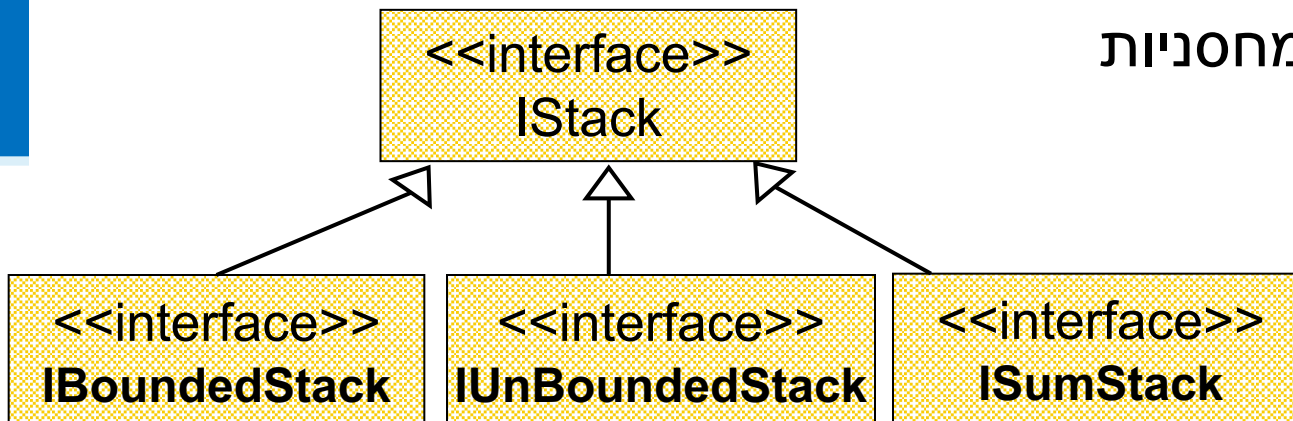 מחסניות
<<interface>>
IStack
<<interface>>
IBoundedStack
<<interface>>
IUnBoundedStack
<<interface>>
ISumStack